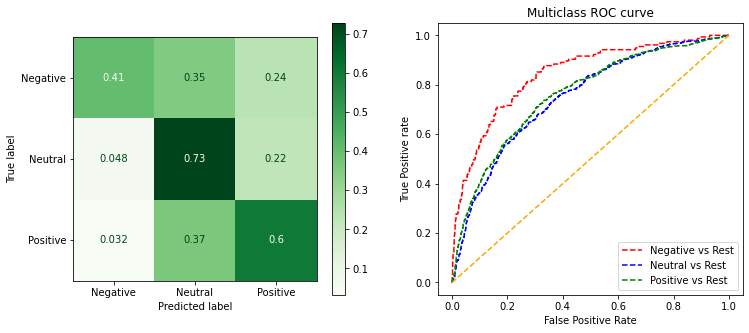 Negative
0.41
0.35
0.24
Neutral
0.048
0.73
0.22
Positive
0.032
0.37
0.6
Negative
Neutral
Positive
Predicted label
True label
0.7
0.6
0.5
0.4
0.3
0.2
0.1
Multiclass ROC curve
1.0
0.8
0.6
0.4
0.2
0.0
True Positive rate
Negative vs Rest
Neutral vs Rest
Positive vs Rest
0.0
0.2
0.4
0.6
0.8
1.0
False Positive Rate